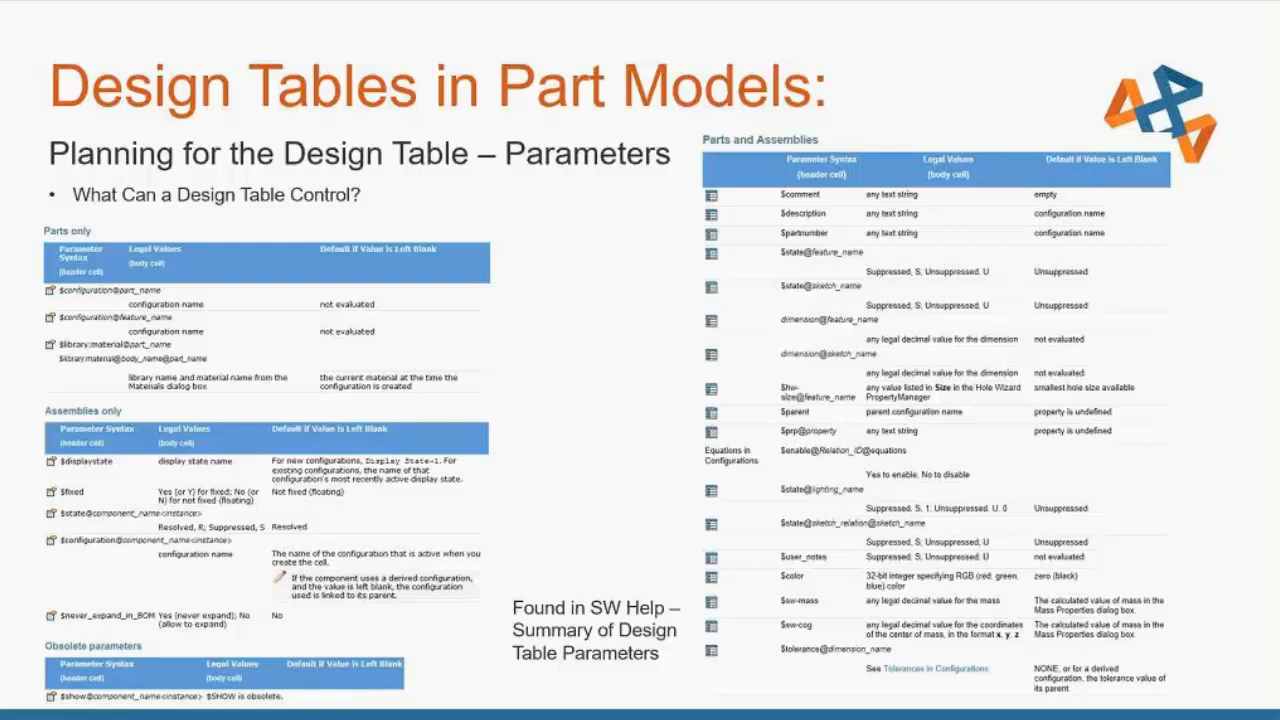 Design Tables in Part Models:
Planning for the Design Table – Parameters
• What Can a Design Table Control?
Parts only
Parameter Syntax Legal Values Default if Value is Left Blank
(header cell) (body cell)
$configuration@part_name
configuration name not evaluated
$configuration@feature_name
configuration name not evaluated
$library:material@part_name
$library:material@body_name@part_name
library name and material name from the the current material at the time the
Materials dialog box configuration is created
Assemblies only
Parameter Syntax Legal Values Default if Value is Left Blank
(header cell) (body cell)
$displaystate display state name For new configurations, Display State-1. For
existing configurations, the name of that
configuration's most recently active display state.
$fixed Yes (or Y) for fixed; No (or Not fixed (floating)
N) for not fixed (floating)
$state@component_name<instance>
Resolved, R; Suppressed, S Resolved
$configuration@component_name<instance>
configuration name The name of the configuration that is active when you
create the cell.
If the component uses a derived configuration,
and the value is left blank, the configuration
used is linked to its parent.
$never_expand_in_BOM Yes (never expand); No No
(allow to expand)
Obsolete parameters
Parameter Syntax Legal Values Default if Value is Left Blank
(header cell) (body cell)
$show@component_name<instance> $SHOW is obsolete.
Found in SW Help –
Summary of Design
Table Parameters
Parts and Assemblies
Parameter Syntax Legal Values Default if Value is Left Blank
(header cell) (body cell)
$comment any text string empty
$description any text string configuration name
$partnumber any text string configuration name
$state@feature_name
Suppressed, S; Unsuppressed, U Unsuppressed
$state@sketch_name
Suppressed, S; Unsuppressed, U Unsuppressed
dimension@feature_name
any legal decimal value for the dimension not evaluated
dimension@sketch_name
any legal decimal value for the dimension not evaluated
$hw- any value listed in Size in the Hole Wizard smallest hole size available
size@feature_name PropertyManager
$parent parent configuration name property is undefined
$prp@property any text string property is undefined
Equations in $enable@Relation_ID@equations
Configurations
Yes to enable, No to disable
$state@lighting_name
Suppressed, S, 1; Unsuppressed, U, 0 Unsuppressed
$state@sketch_relation@sketch_name
Suppressed, S; Unsuppressed, U Unsuppressed
$user_notes Suppressed, S; Unsuppressed, U not evaluated
$color 32-bit integer specifying RGB (red, green, zero (black)
blue) color
$sw-mass any legal decimal value for the mass The calculated value of mass in the
Mass Properties dialog box.
$sw-cog any legal decimal value for the coordinates The calculated value of mass in the
of the center of mass, in the format x, y, z Mass Properties dialog box.
$tolerance@dimension_name
See Tolerances in Configurations. NONE, or for a derived
configuration, the tolerance value of
its parent